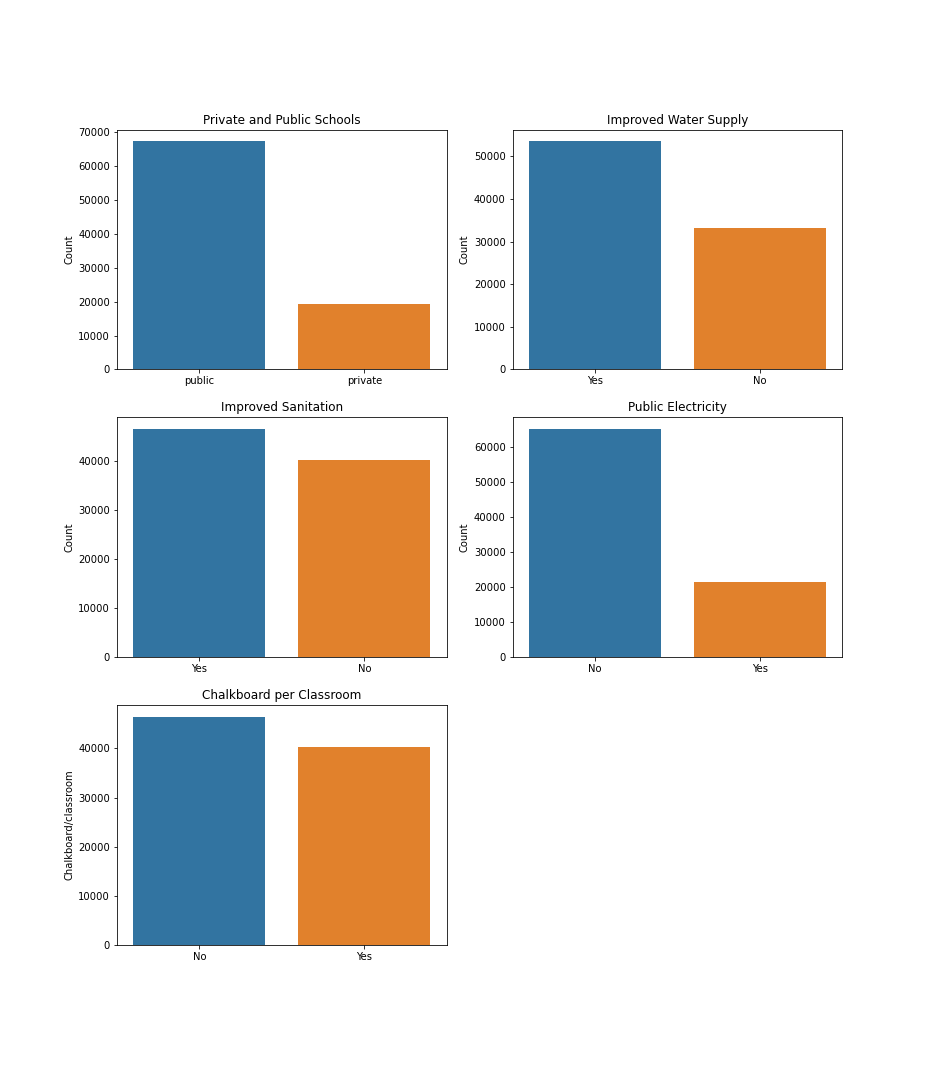 Private and Public Schools
70000
60000
50000
40000
30000
20000
10000
0
Count
public private
Improved Water Supply
50000
40000
30000
20000
10000
0
Count
Yes No
Improved Sanitation
40000
30000
20000
10000
0
Count
Yes No
Public Electricity
60000
50000
40000
30000
20000
10000
0
Count
No Yes
Chalkboard per Classroom
40000
30000
20000
10000
0
Chalkboard/classroom
No Yes